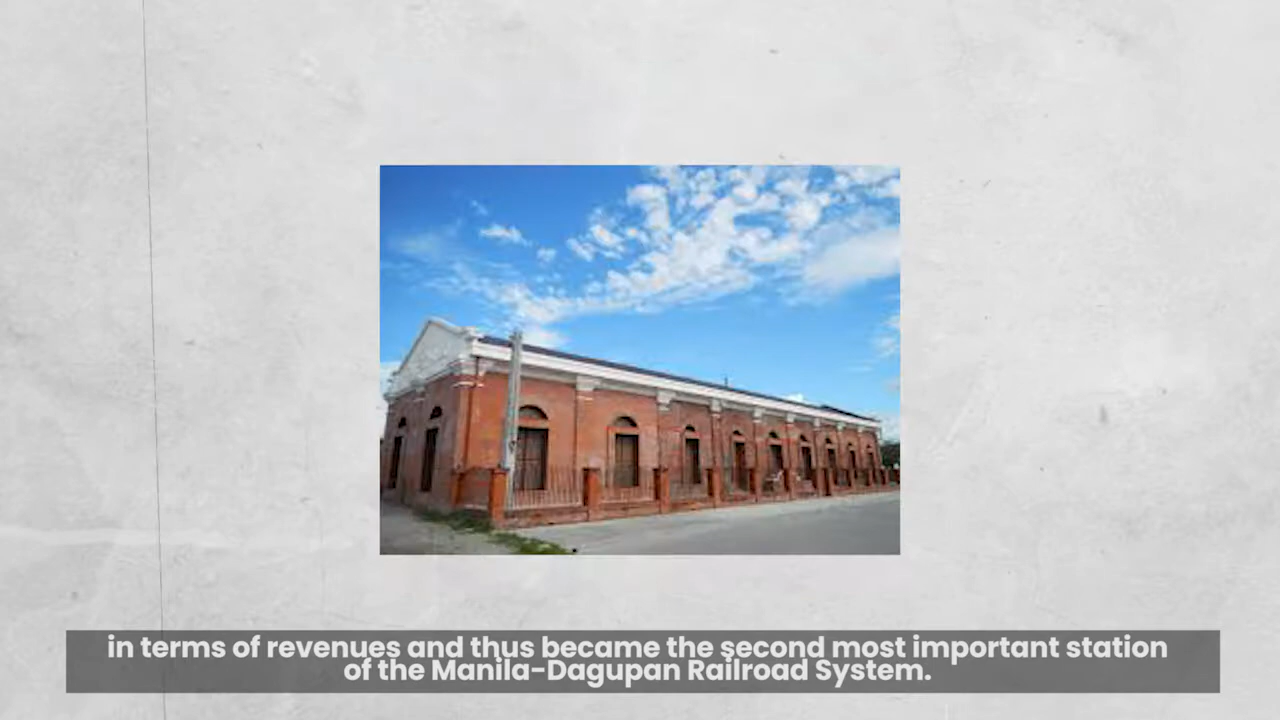 in terms of revenues and thus became the second most important station
of the Manila-Dagupan Railroad System.